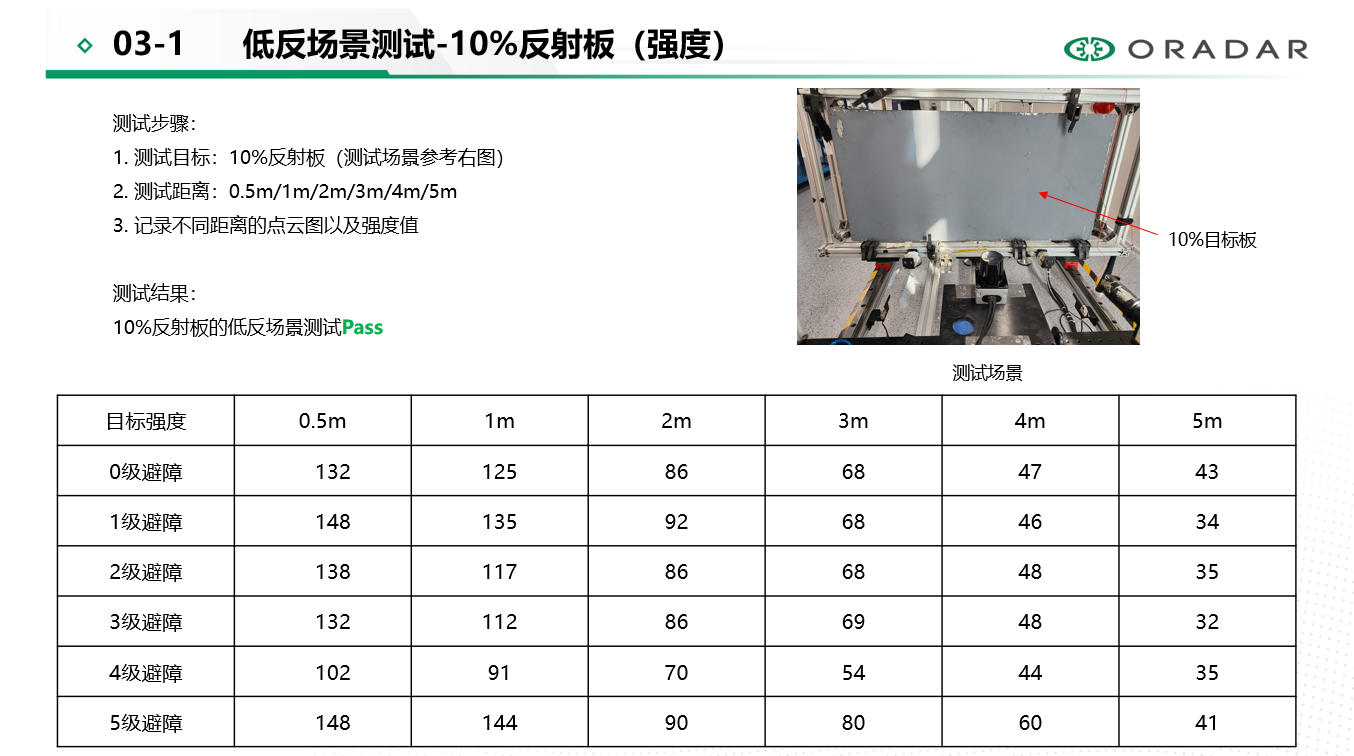 03-1 低反场景测试-10%反射板（强度）
ORADAR
测试步骤：
1. 测试目标：10%反射板（测试场景参考右图）
2. 测试距离：0.5m/1m/2m/3m/4m/5m
3. 记录不同距离的点云图以及强度值
测试结果：
10%反射板的低反场景测试Pass
10%目标板
测试场景
目标强度 0.5m 1m 2m 3m 4m 5m
0级避障 132 125 86 68 47 43
1级避障 148 135 92 68 46 34
2级避障 138 117 86 68 48 35
3级避障 132 112 86 69 48 32
4级避障 102 91 70 54 44 35
5级避障 148 144 90 80 60 41